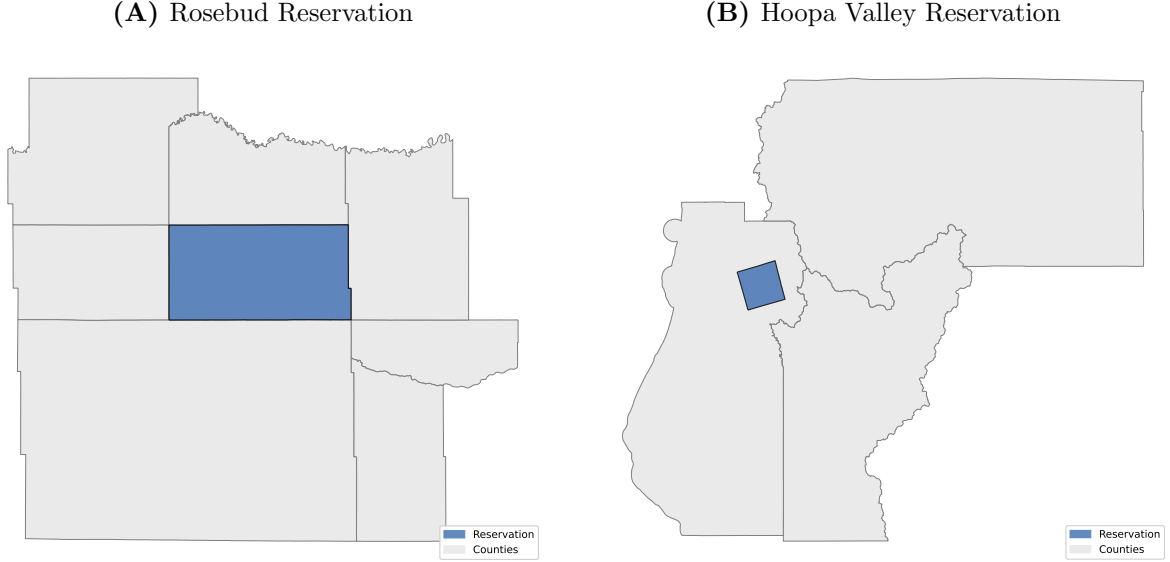 (A) Rosebud Reservation
(B) Hoopa Valley Reservation
Reservation
Counties
Reservation
Counties